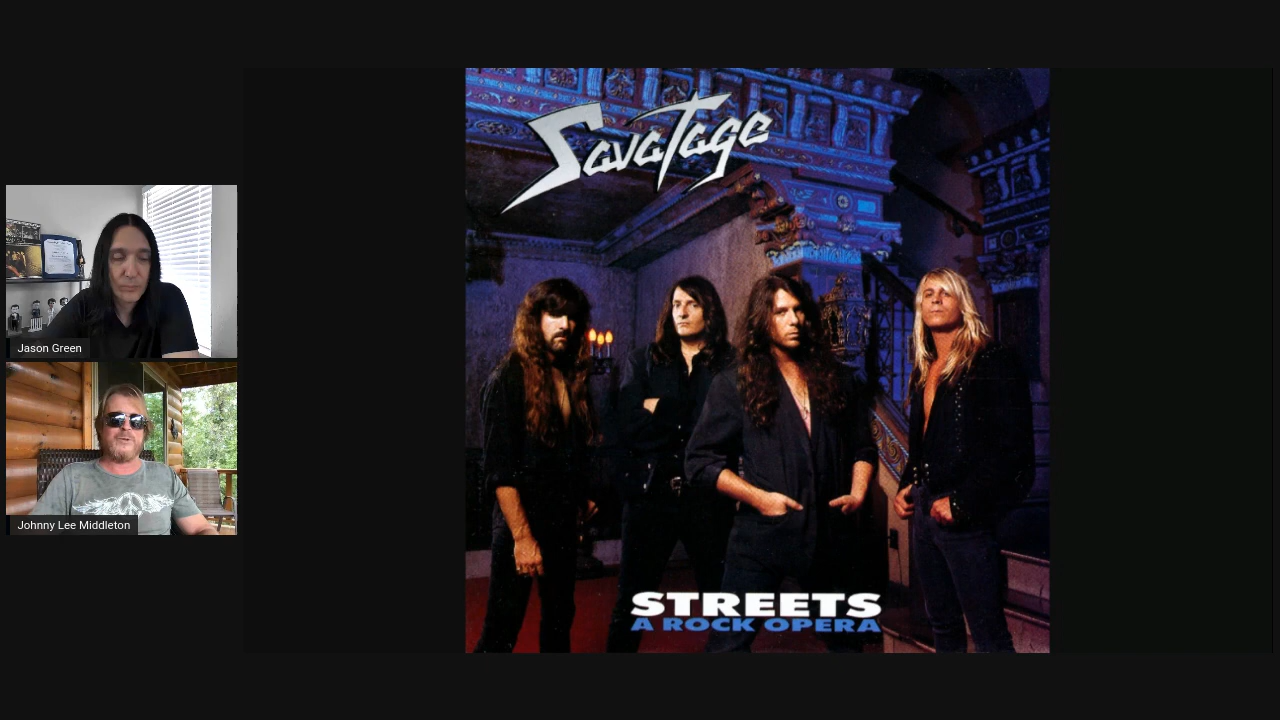 Savatage
Jason Green
Johnny Lee Middleton
STREETS
A ROCK OPERA